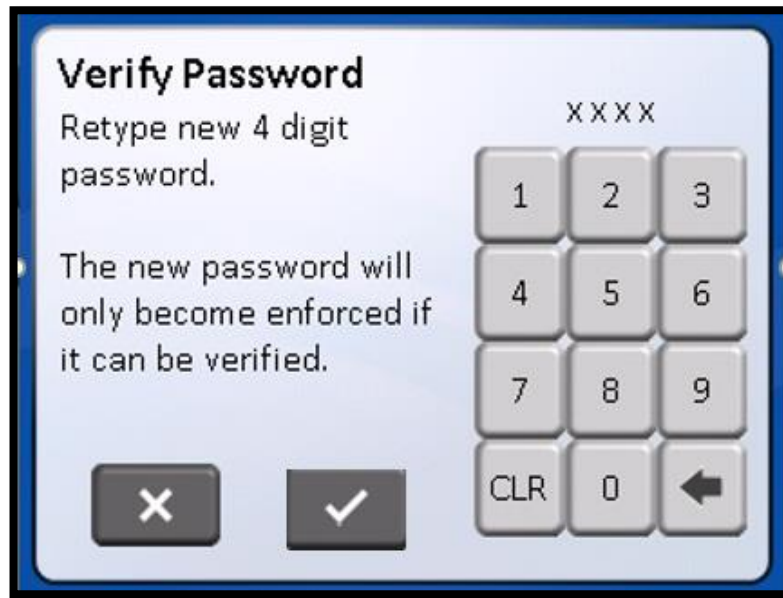 Verify Password
Retype new 4 digit
password.
The new password will
only become enforced if
it can be verified.
xxxx
1 2 3
4 5 6
7 8 9
CLR 0